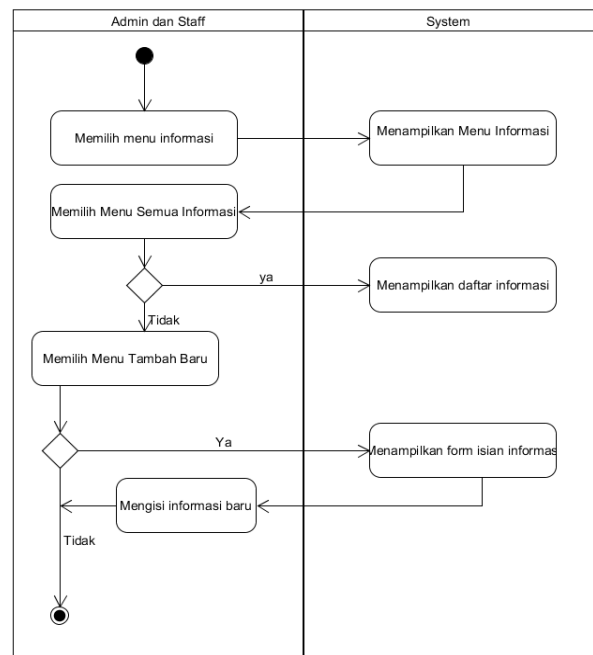 Admin dan Staff
System
Memilih menu informasi
Menampilkan Menu Informasi
Memilih Menu Semua Informasi
ya
Menampilkan daftar informasi
Tidak
Memilih Menu Tambah Baru
Ya
Menampilkan form isian informas
Mengisi informasi baru
Tidak